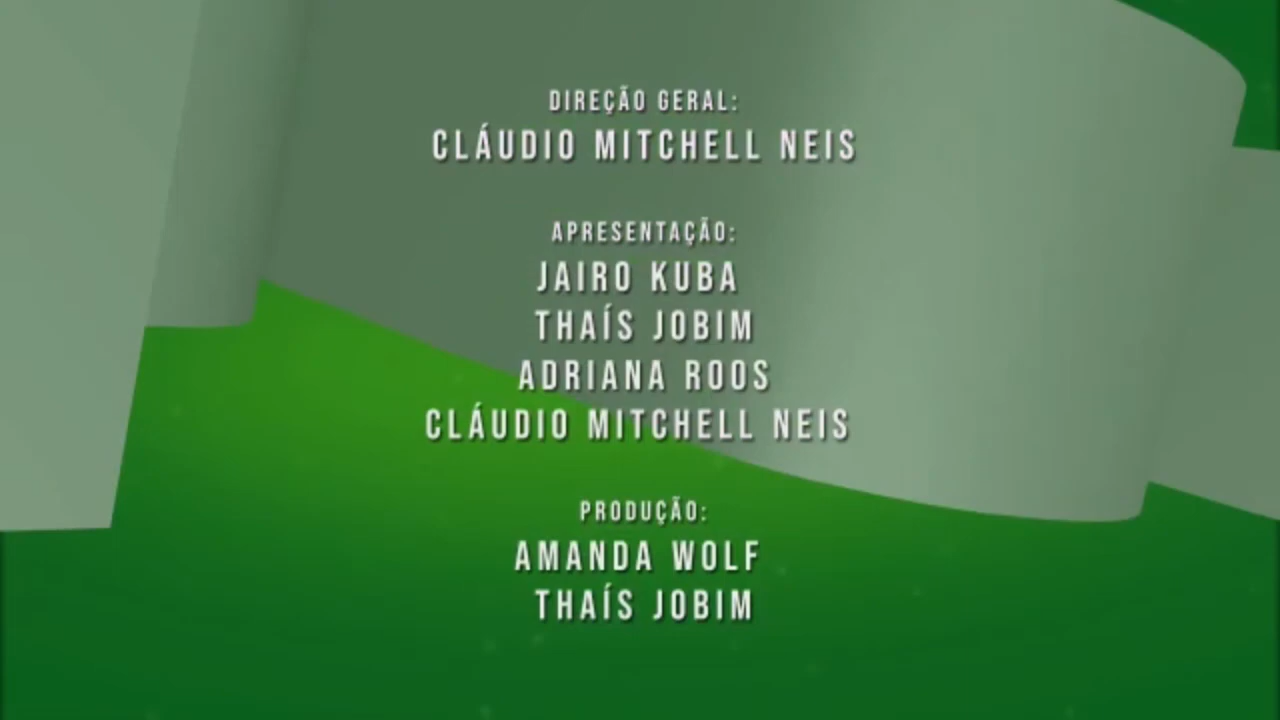 DIREÇÃO GERAL:
CLÁUDIO MITCHELL NEIS
APRESENTAÇÃO:
JAIRO KUBA
THAÍS JOBIM
ADRIANA ROOS
CLÁUDIO MITCHELL NEIS
PRODUÇÃO:
AMANDA WOLF
THAÍS JOBIM